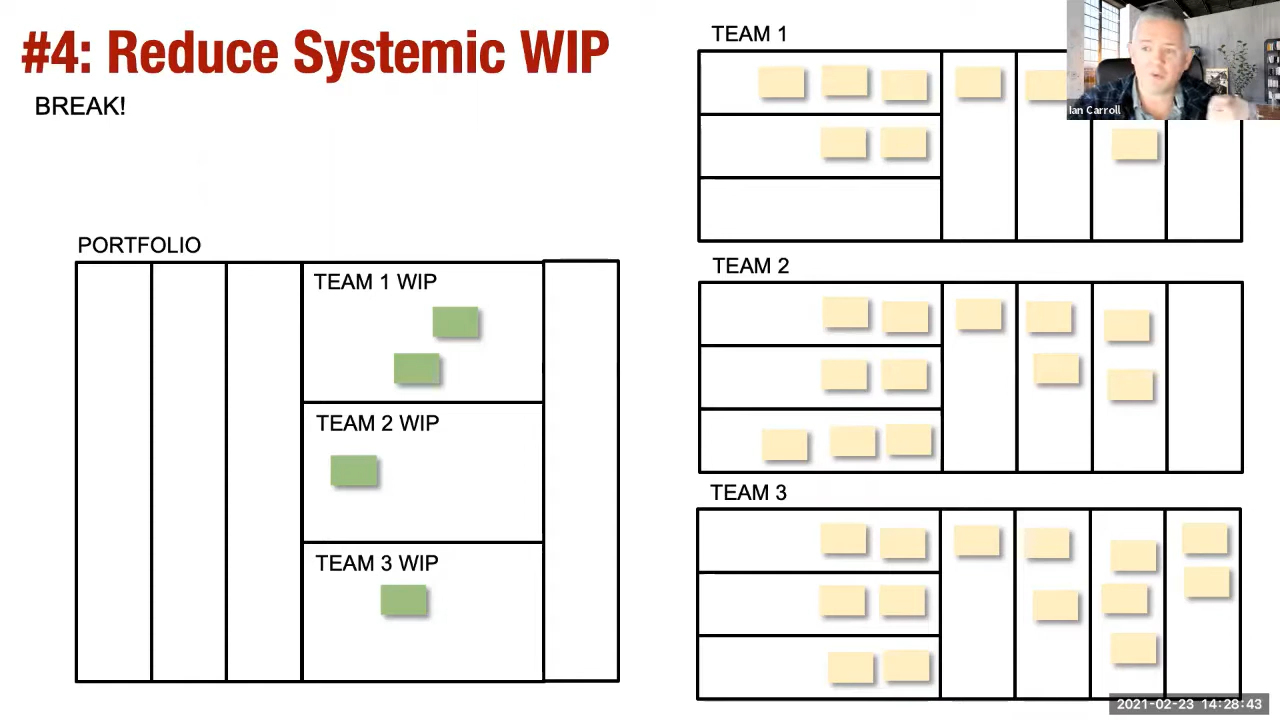 #4: Reduce Systemic WIP
BREAK!
TEAM 1
Ian Carroll
PORTFOLIO
TEAM 1 WIP
TEAM 2 WIP
TEAM 3 WIP
TEAM 2
TEAM 3
2021-02-23 14:28:43